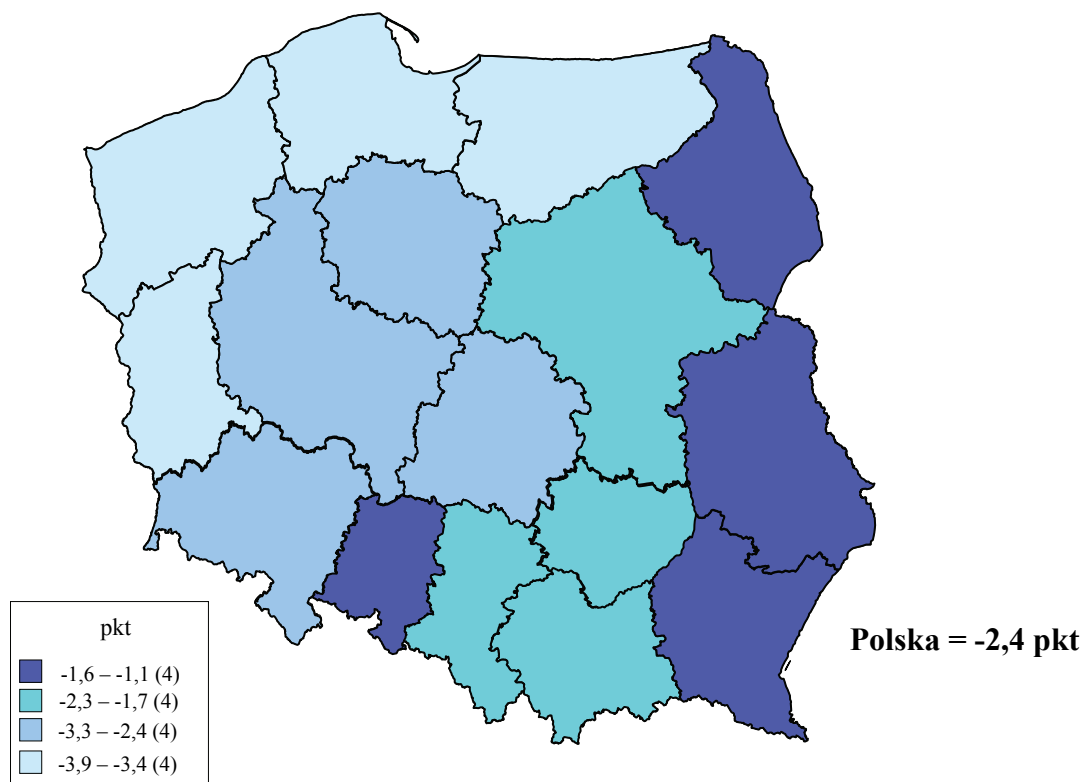 Polska = -2,4 pkt
pkt
-1,6 – -1,1 (4)
-2,3 – -1,7 (4)
-3,3 – -2,4 (4)
-3,9 – -3,4 (4)